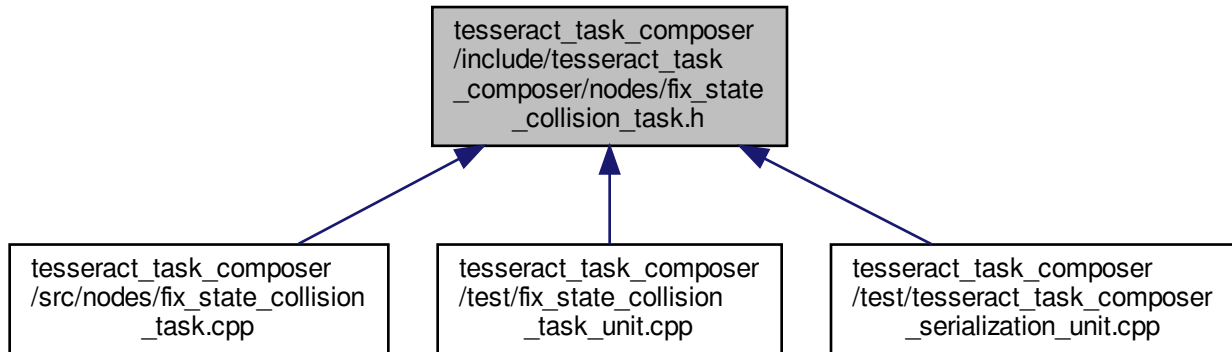 tesseract_task_composer
/include/tesseract_task
_composer/nodes/fix_state
_collision_task.h
tesseract_task_composer
/src/nodes/fix_state_collision
_task.cpp
tesseract_task_composer
/test/fix_state_collision
_task_unit.cpp
tesseract_task_composer
/test/tesseract_task_composer
_serialization_unit.cpp